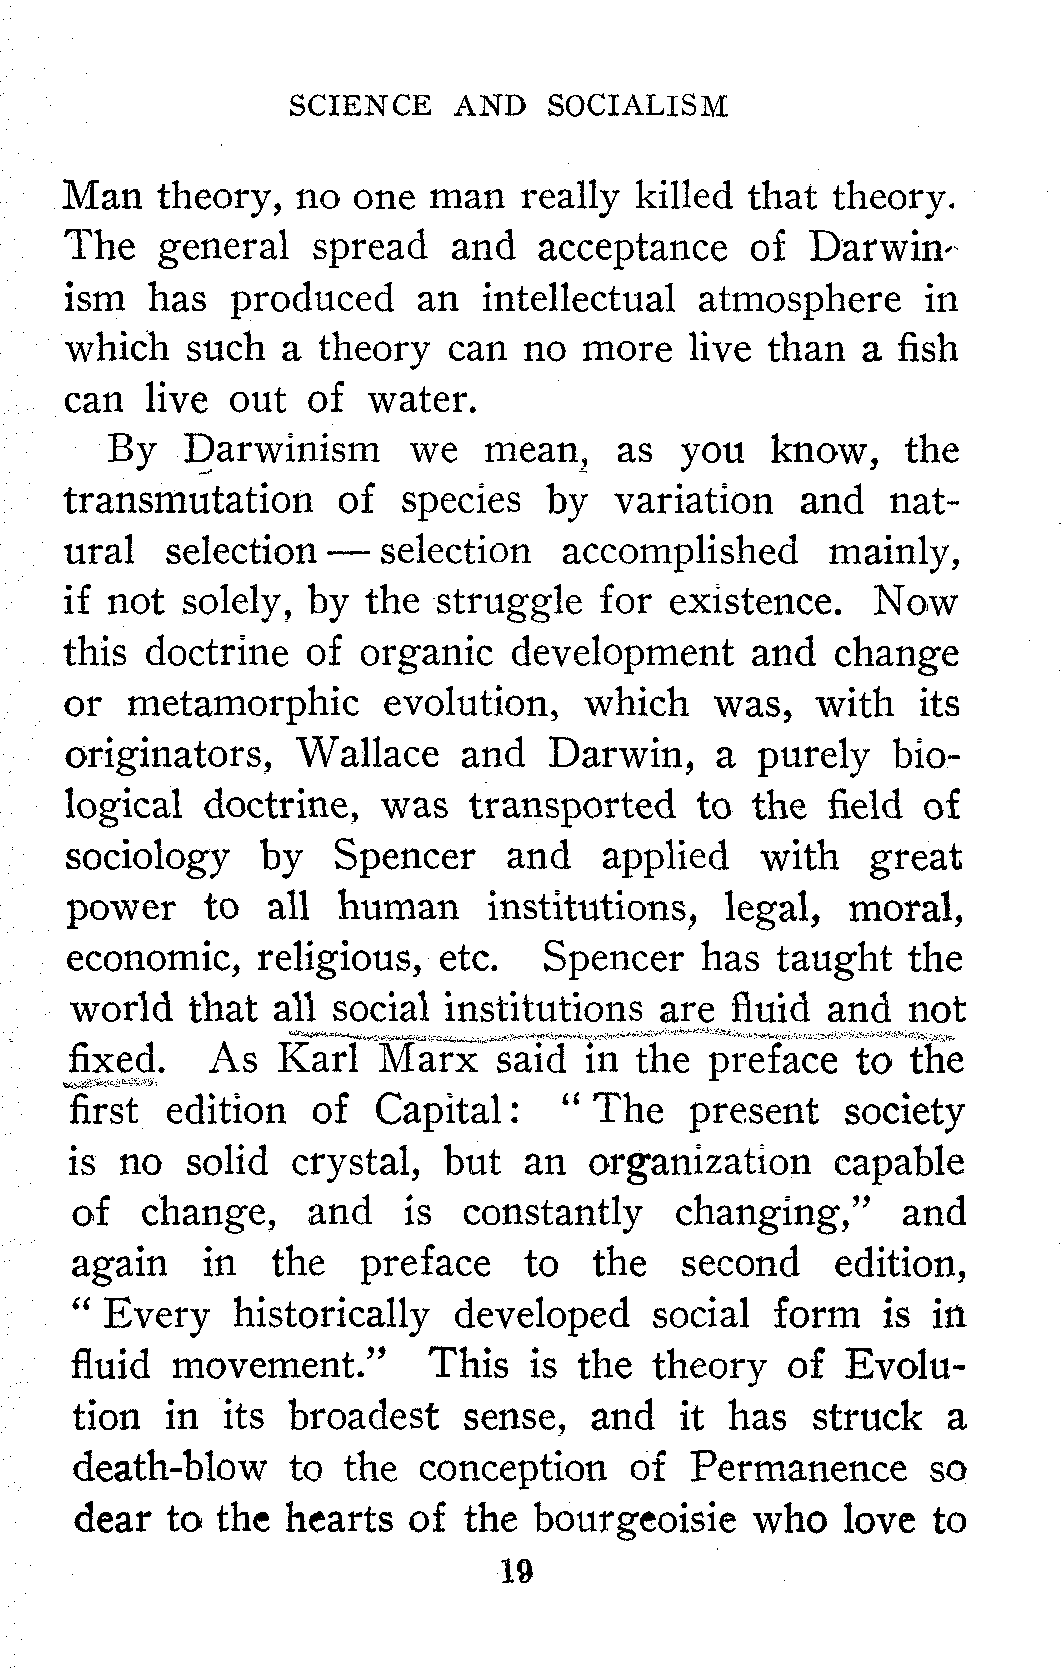 SCIENCE AND SOCIALISM
Man theory, no one man really killed that theory.
The general spread and acceptance of Darwin-
ism has produced an intellectual atmosphere in
which such a theory can no more live than a fish
can live out of water.
By Darwinism we mean, as you know, the
transmutation of species by variation and nat-
ural selection — selection accomplished mainly,
if not solely, by the struggle for existence. Now
this doctrine of organic development and change
or metamorphic evolution, which was, with its
originators, Wallace and Darwin, a purely bio-
logical doctrine, was transported to the field of
sociology by Spencer and applied with great
power to all human institutions, legal, moral,
economic, religious, etc. Spencer has taught the
world that all social institutions are fluid and not
fixed. As Karl Marx said in the preface to the
first edition of Capital: “ The present society
is no solid crystal, but an organization capable
of change, and is constantly changing,” and
again in the preface to the second edition,
“ Every historically developed social form is in
fluid movement.” This is the theory of Evolu-
tion in its broadest sense, and it has struck a
death-blow to the conception of Permanence so
dear to the hearts of the bourgeoisie who love to
19